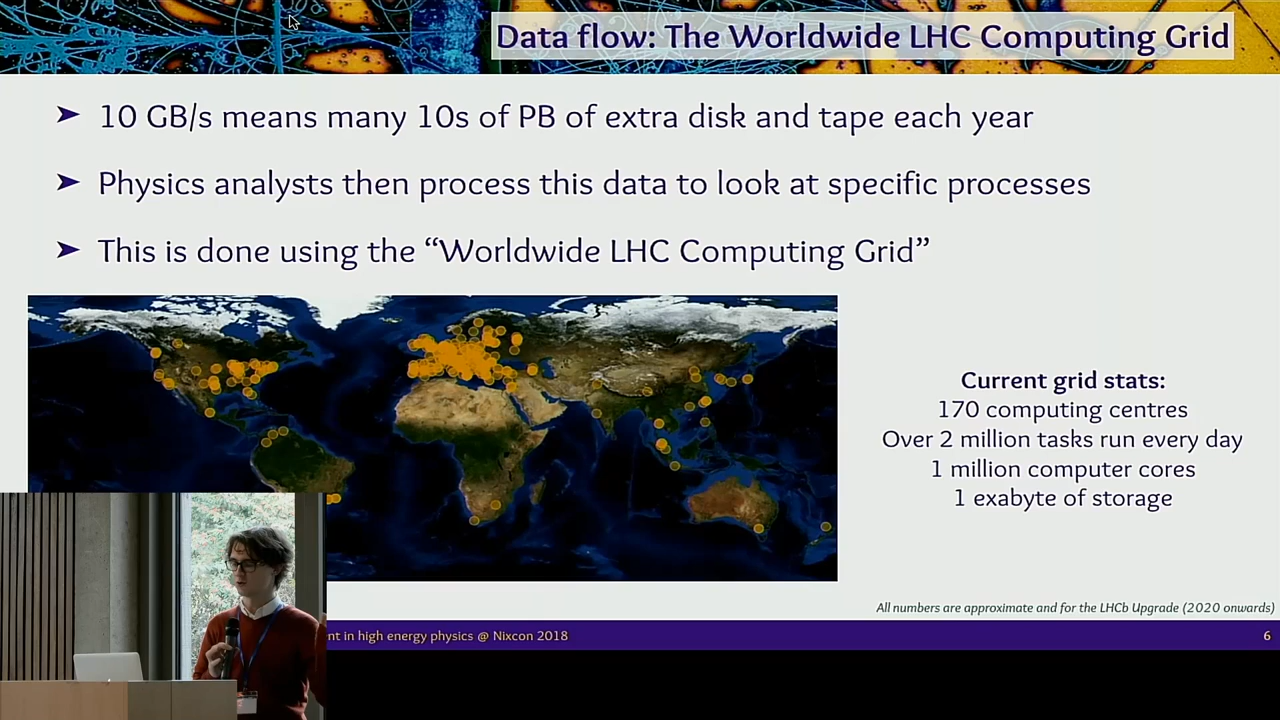 Data flow: The Worldwide LHC Computing Grid
➤ 10 GB/s means many 10s of PB of extra disk and tape each year
➤ Physics analysts then process this data to look at specific processes
➤ This is done using the “Worldwide LHC Computing Grid”
Current grid stats:
170 computing centres
Over 2 million tasks run every day
1 million computer cores
1 exabyte of storage
All numbers are approximate and for the LHCb Upgrade (2020 onwards)
in high energy physics @ Nixcon 2018
6